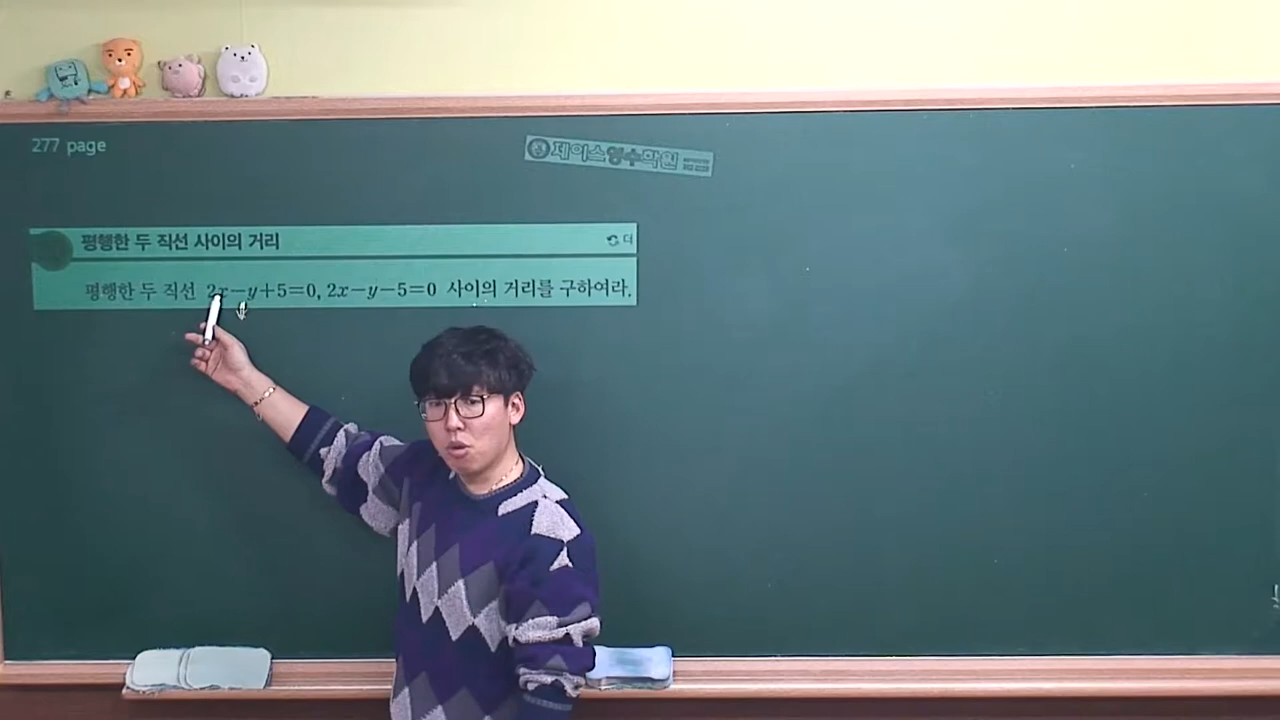 277 page
제이스영수학원
평행한 두 직선 사이의 거리
더
평행한 두 직선 2x-y+5=0, 2x-y-5=0 사이의 거리를 구하여라.